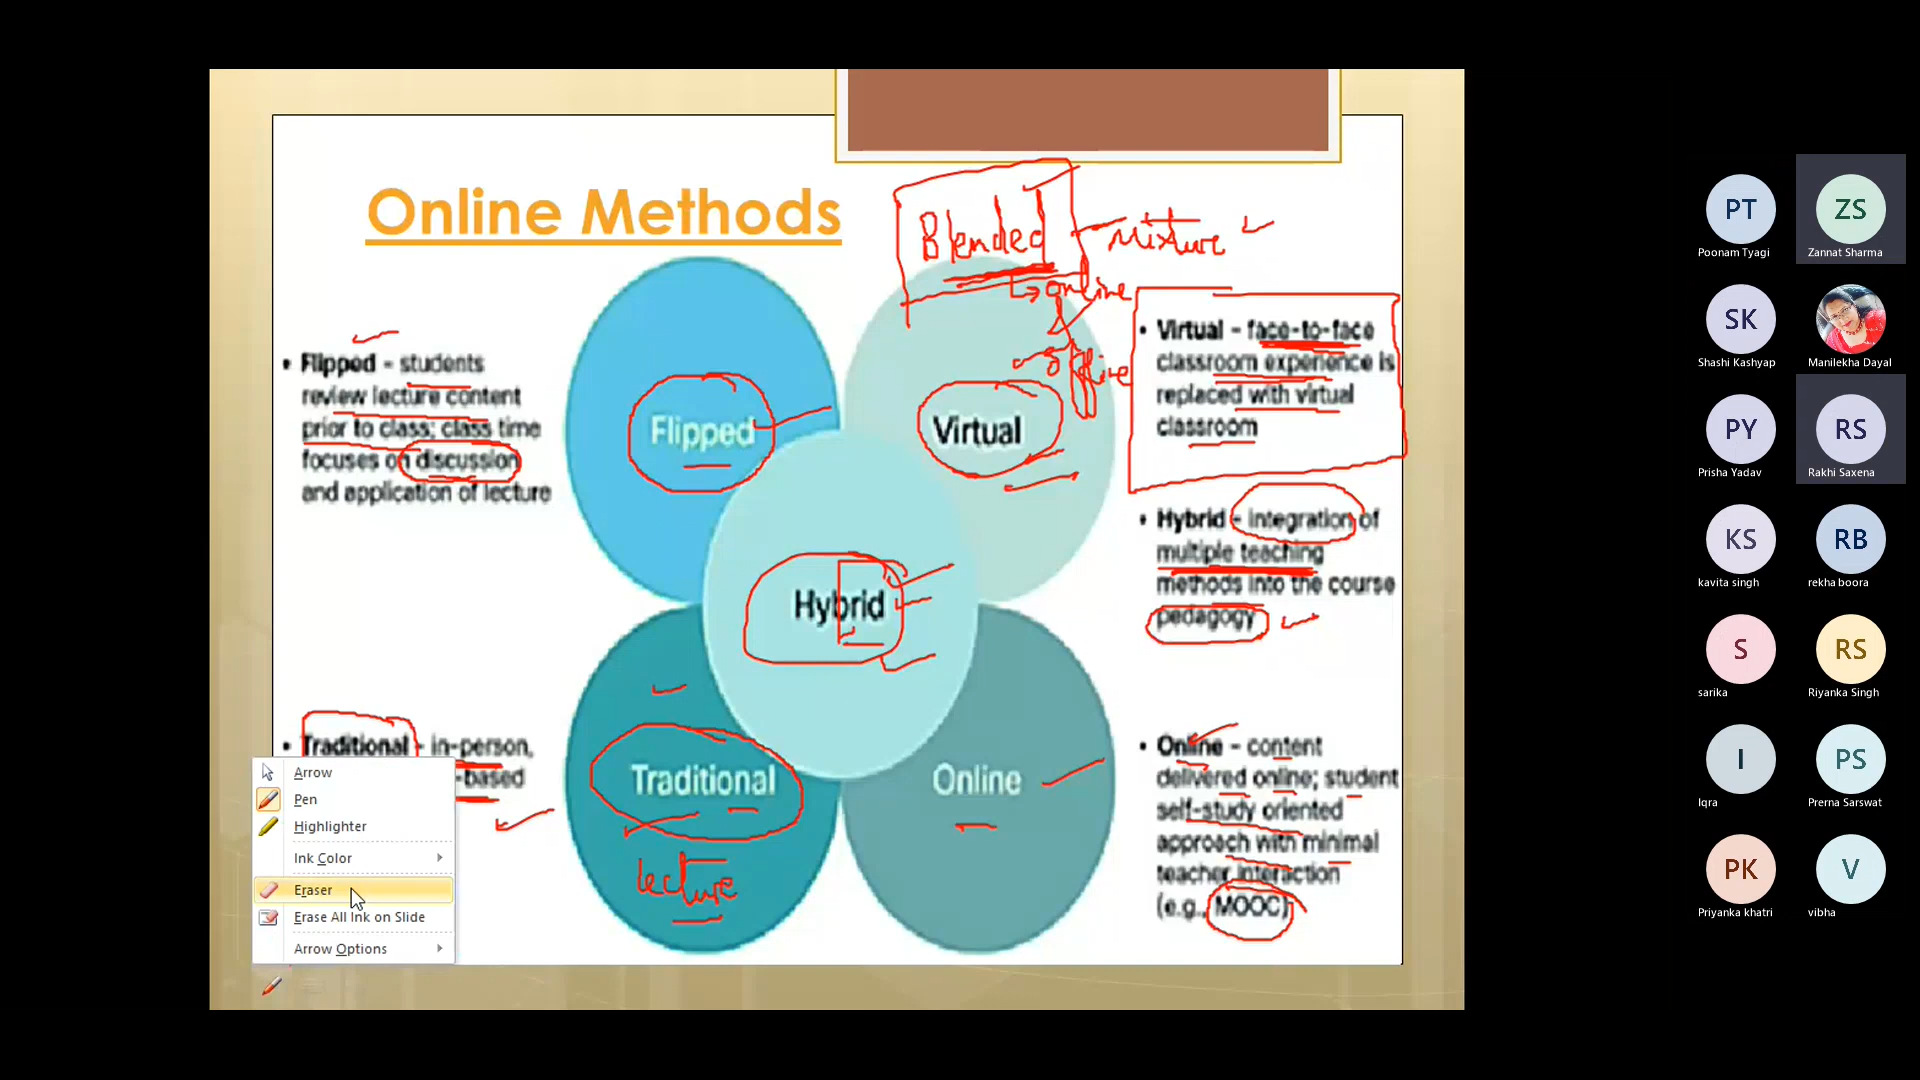 Online Methods
Blended
mixture
online
offline
• Flipped - students
review lecture content
prior to class; class time
focuses on discussion
and application of lecture
Flipped
Virtual
• Virtual - face-to-face
classroom experience is
replaced with virtual
classroom
• Hybrid - integration of
multiple teaching
methods into the course
pedagogy
Hybrid
• Traditional - in-person,
-based
Traditional
lecture
Online
• Online - content
delivered online; student
self-study oriented
approach with minimal
teacher interaction
(e.g., MOOC)
Arrow
Pen
Highlighter
Ink Color
Eraser
Erase All Ink on Slide
Arrow Options
PT
Poonam Tyagi
ZS
Zannat Sharma
SK
Shashi Kashyap
Manilekha Dayal
PY
Prisha Yadav
RS
Rakhi Saxena
KS
kavita singh
RB
rekha boora
S
sarika
RS
Riyanka Singh
I
Iqra
PS
Prerna Sarswat
PK
Priyanka khatri
V
vibha